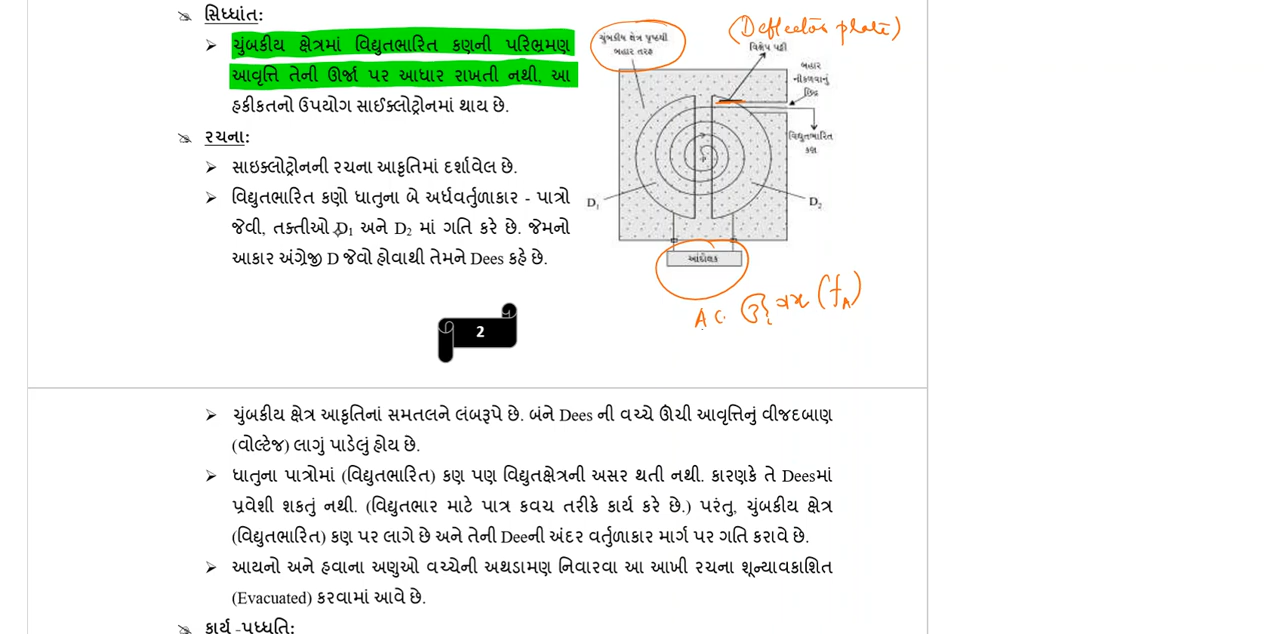 સિધ્ધાંત:
ચુંબકીય ક્ષેત્રમાં વિદ્યુતભારિત કણની પરિભ્રમણ
આવૃત્તિ તેની ઊર્જા પર આધાર રાખતી નથી. આ
હકીકતનો ઉપયોગ સાઈક્લોટ્રોનમાં થાય છે.
રચના:
સાઇક્લોટ્રોનની રચના આકૃતિમાં દર્શાવેલ છે.
વિદ્યુતભારિત કણો ધાતુના બે અર્ધવર્તુળાકાર - પાત્રો
જેવી, તક્તીઓ D₁ અને D₂ માં ગતિ કરે છે. જેમનો
આકાર અંગ્રેજી D જેવો હોવાથી તેમને Dees કહે છે.
(Deflector plate)
ચુંબકીય ક્ષેત્ર પૃષ્ઠથી
બહાર તરફ
વિક્ષેપ પટ્ટી
બહાર
નીકળવાનું
છિદ્ર
વિદ્યુતભારિત
કણ
P
D₁
D₂
આંદોલક
A C
(fA)
2
ચુંબકીય ક્ષેત્ર આકૃતિનાં સમતલને લંબરૂપે છે. બંને Dees ની વચ્ચે ઊંચી આવૃત્તિનું વીજદબાણ
(વોલ્ટેજ) લાગું પાડેલું હોય છે.
ધાતુના પાત્રોમાં (વિદ્યુતભારિત) કણ પણ વિદ્યુતક્ષેત્રની અસર થતી નથી. કારણકે તે Deesમાં
પ્રવેશી શકતું નથી. (વિદ્યુતભાર માટે પાત્ર કવચ તરીકે કાર્ય કરે છે.) પરંતુ, ચુંબકીય ક્ષેત્ર
(વિદ્યુતભારિત) કણ પર લાગે છે અને તેની Deeની અંદર વર્તુળાકાર માર્ગ પર ગતિ કરાવે છે.
આયનો અને હવાના અણુઓ વચ્ચેની અથડામણ નિવારવા આ આખી રચના શૂન્યાવકાશિત
(Evacuated) કરવામાં આવે છે.
કાર્ય -પધ્ધતિ: